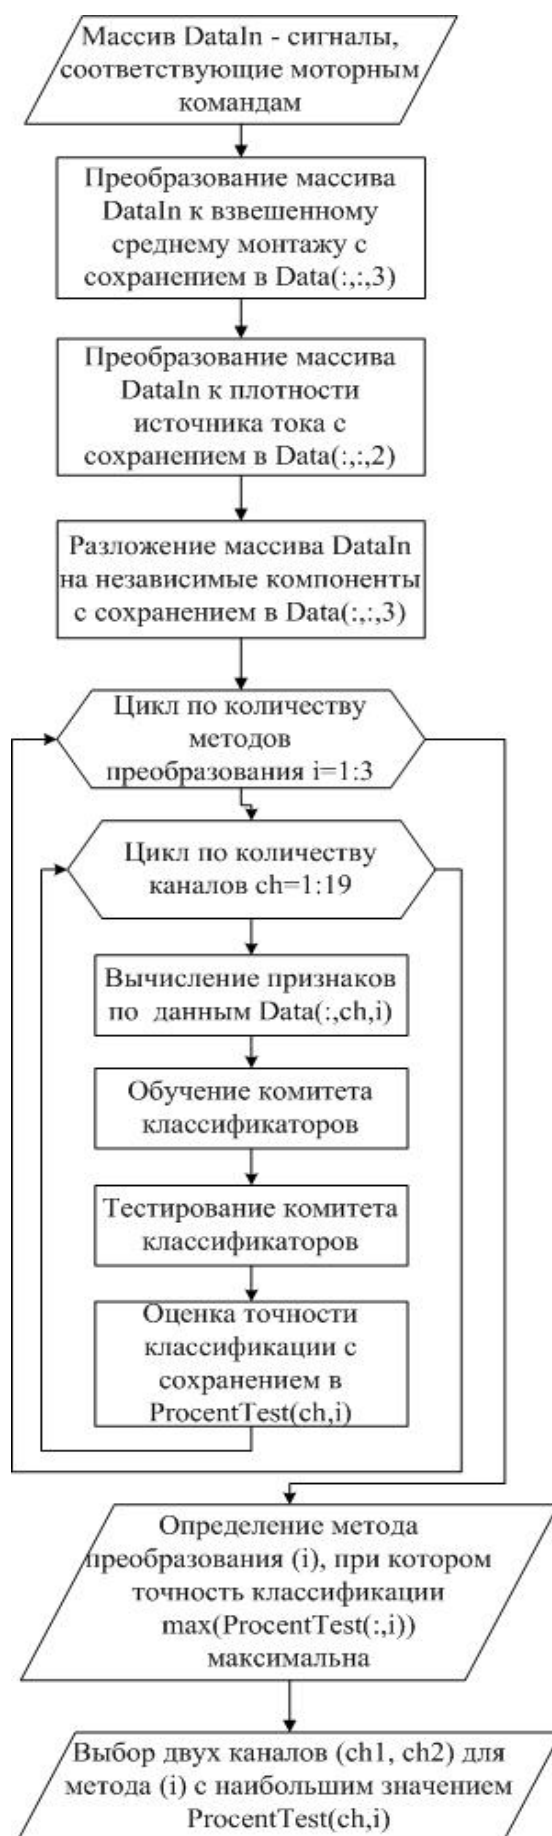 Массив DataIn - сигналы,
соответствующие моторным
командам
Преобразование массива
DataIn к взвешенному
среднему монтажу с
сохранением в Data(:,:,3)
Преобразование массива
DataIn к плотности
источника тока с
сохранением в Data(:,:,2)
Разложение массива DataIn
на независимые компоненты
с сохранением в Data(:,:,3)
Цикл по количеству
методов
преобразования i=1:3
Цикл по количеству
каналов ch=1:19
Вычисление признаков
по данным Data(:,ch,i)
Обучение комитета
классификаторов
Тестирование комитета
классификаторов
Оценка точности
классификации с
сохранением в
ProcentTest(ch,i)
Определение метода
преобразования (i), при котором
точность классификации
max(ProcentTest(:,i))
максимальна
Выбор двух каналов (ch1, ch2) для
метода (i) с наибольшим значением
ProcentTest(ch,i)